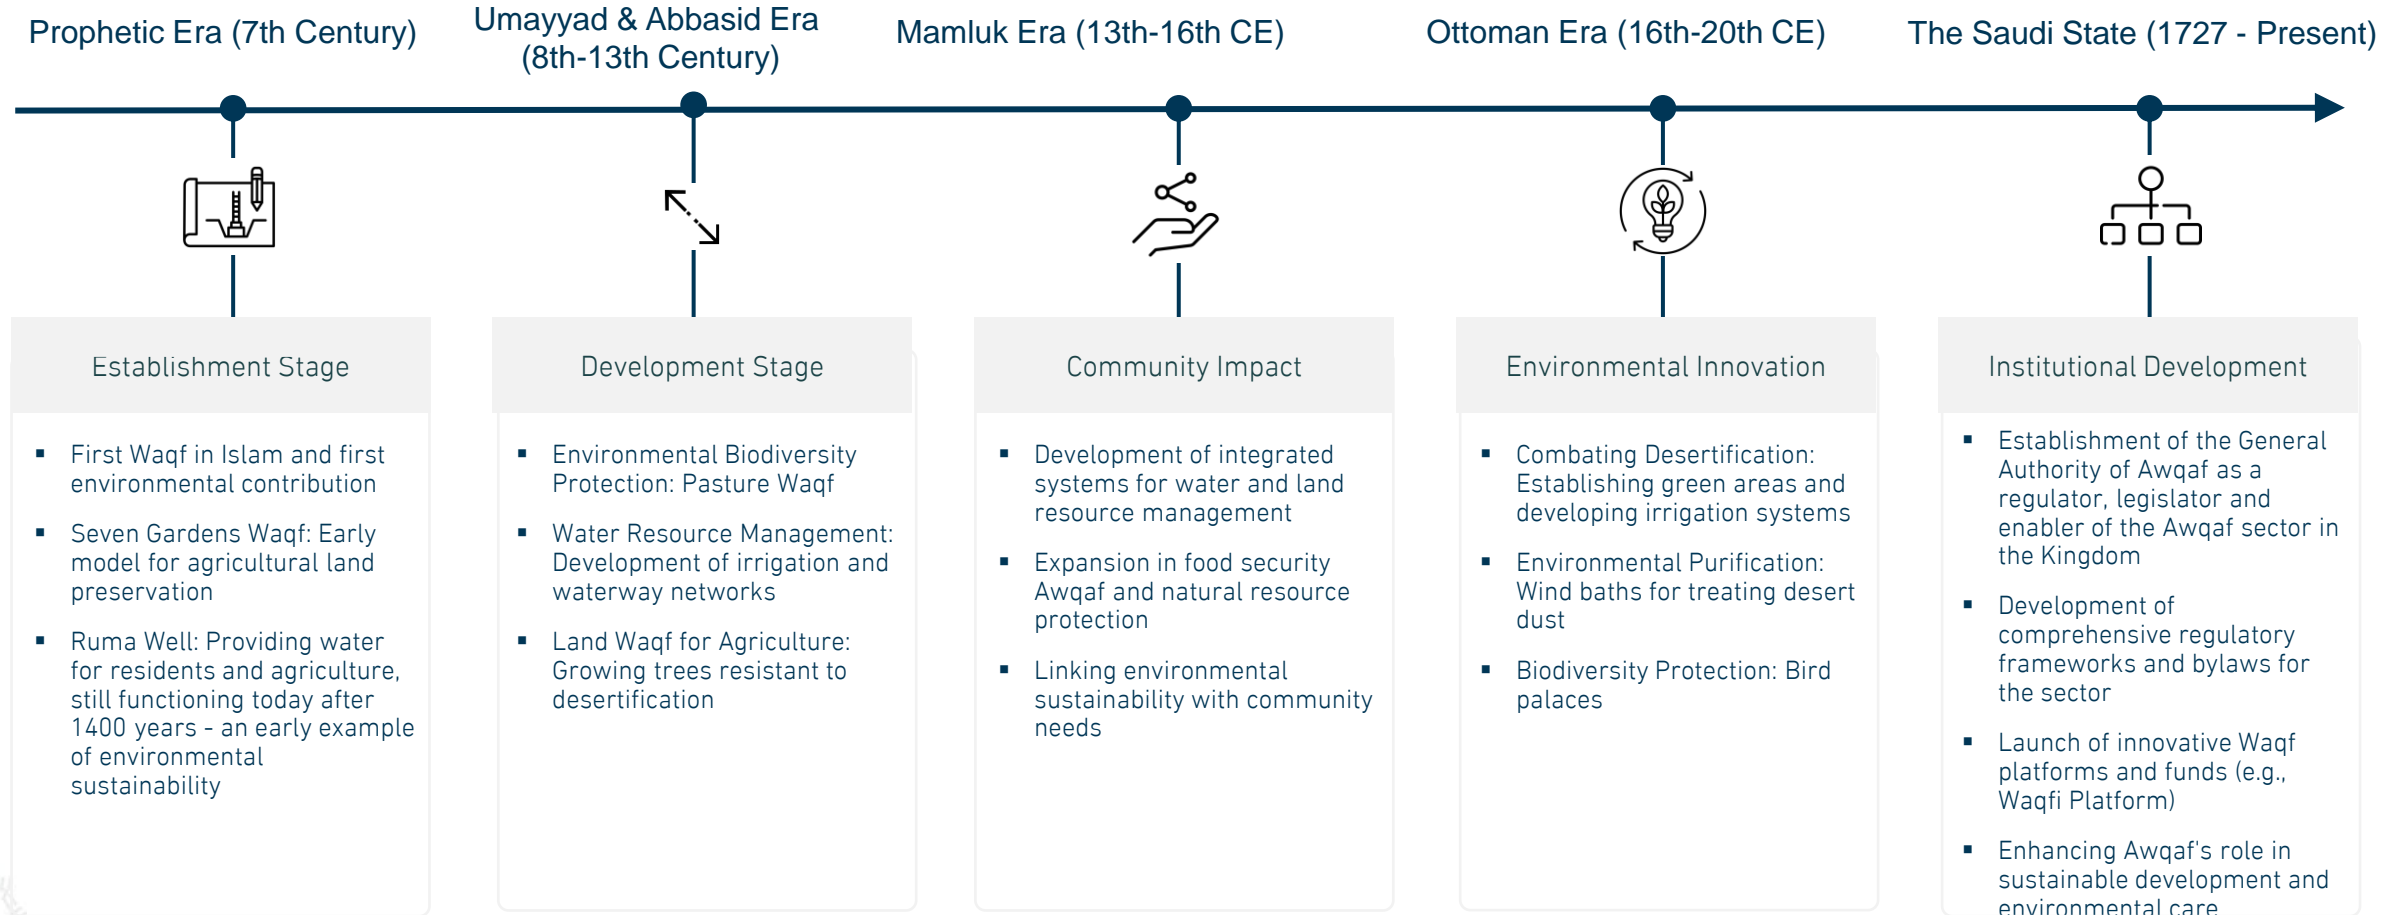 Prophetic Era (7th Century)
Umayyad & Abbasid Era
(8th-13th Century)
Mamluk Era (13th-16th CE)
Ottoman Era (16th-20th CE)
The Saudi State (1727 - Present)
Establishment Stage
▪ First Waqf in Islam and first
environmental contribution
▪ Seven Gardens Waqf: Early
model for agricultural land
preservation
▪ Ruma Well: Providing water
for residents and agriculture,
still functioning today after
1400 years - an early example
of environmental
sustainability
Development Stage
▪ Environmental Biodiversity
Protection: Pasture Waqf
▪ Water Resource Management:
Development of irrigation and
waterway networks
▪ Land Waqf for Agriculture:
Growing trees resistant to
desertification
Community Impact
▪ Development of integrated
systems for water and land
resource management
▪ Expansion in food security
Awqaf and natural resource
protection
▪ Linking environmental
sustainability with community
needs
Environmental Innovation
▪ Combating Desertification:
Establishing green areas and
developing irrigation systems
▪ Environmental Purification:
Wind baths for treating desert
dust
▪ Biodiversity Protection: Bird
palaces
Institutional Development
▪ Establishment of the General
Authority of Awqaf as a
regulator, legislator and
enabler of the Awqaf sector in
the Kingdom
▪ Development of
comprehensive regulatory
frameworks and bylaws for
the sector
▪ Launch of innovative Waqf
platforms and funds (e.g.,
Waqfi Platform)
▪ Enhancing Awqaf's role in
sustainable development and
environmental care